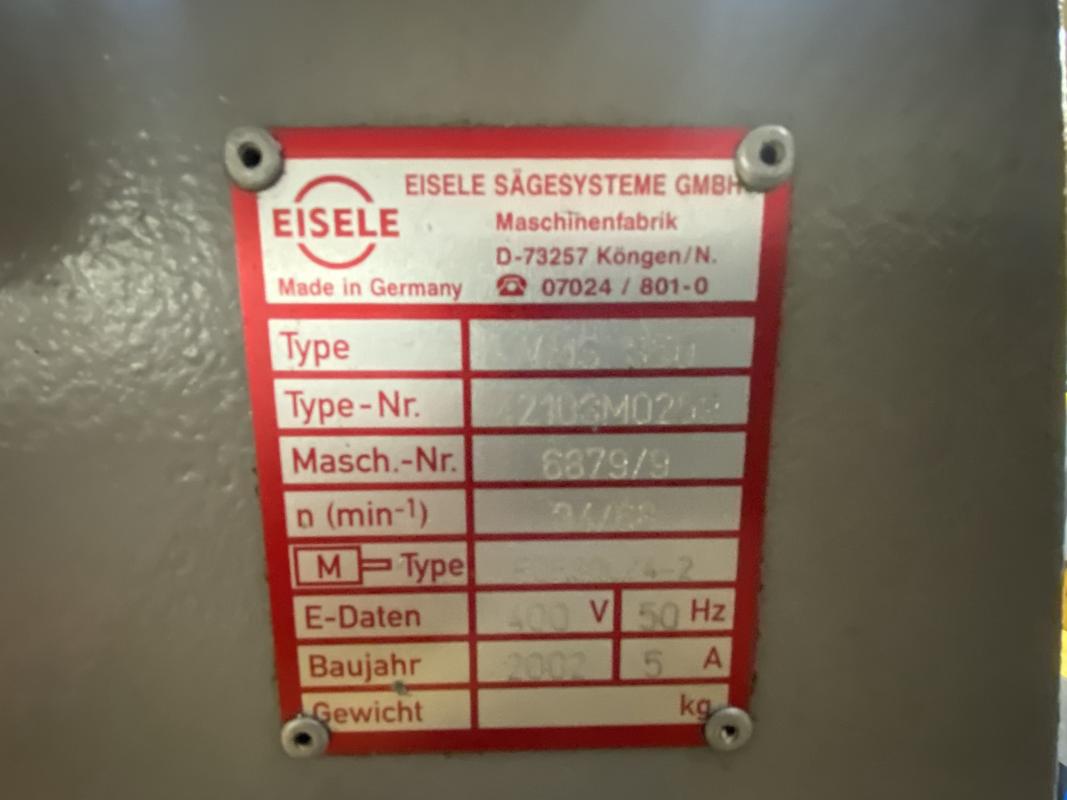 EISELE SÄGESYSTEME GMBH
EISELE
Maschinenfabrik
D-73257 Köngen/N.
Made in Germany ☎ 07024 / 801-0
Type
Type-Nr.
Masch.-Nr. 6879/9
n (min-1)
M Type
E-Daten 400 V 50 Hz
Baujahr 2002 5 A
Gewicht kg